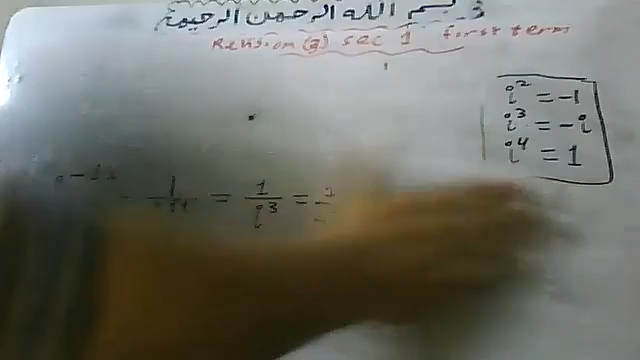 بسم الله الرحمن الرحيم
Revision (g) sec 1 first term
i² = -1
i³ = -i
i⁴ = 1
= 1/i³ =